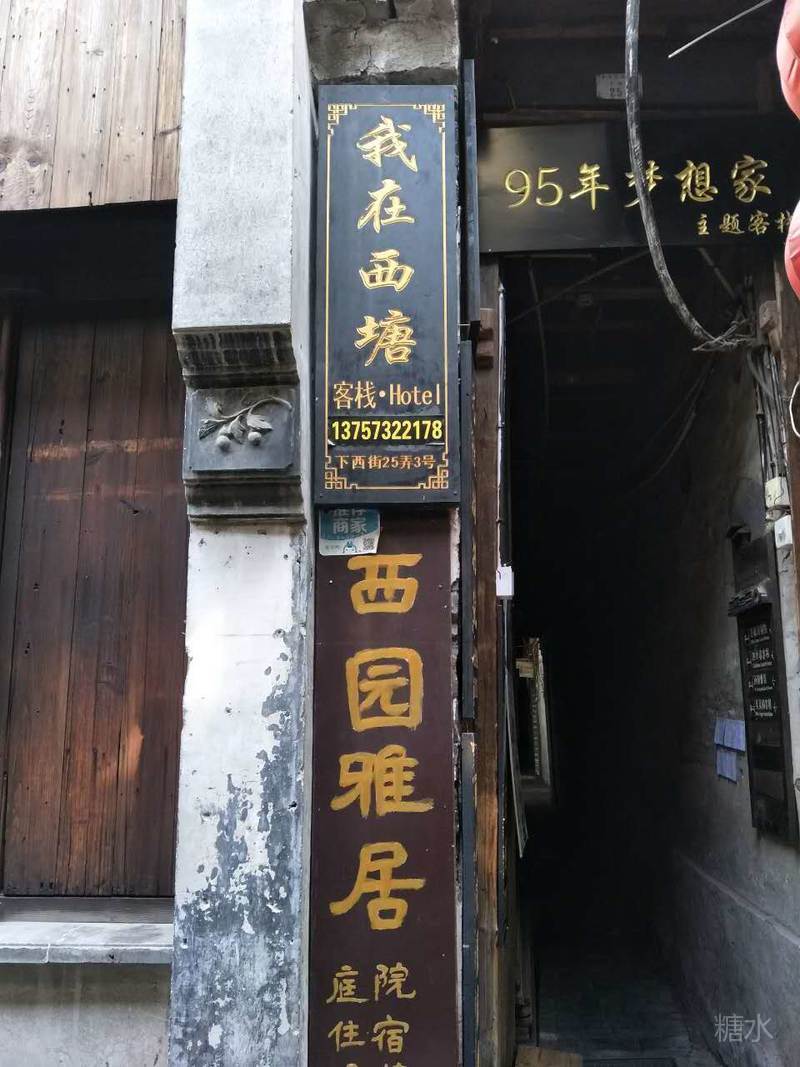 我在西塘
客栈·Hotel
13757322178
下西街25弄3号
商家
西园雅居
庭院
住宿
95年梦想家
主题客栈
糖水